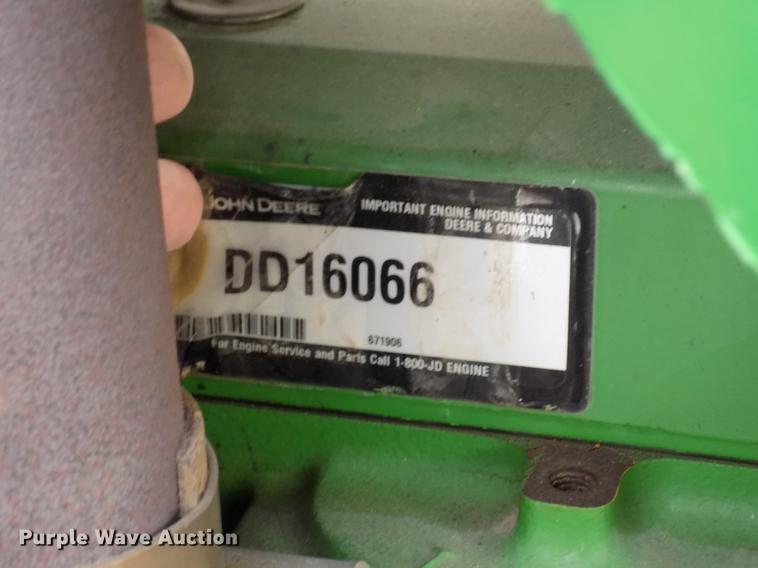 JOHN DEERE
IMPORTANT ENGINE INFORMATION
DEERE & COMPANY
DD16066
671906
For Engine Service and Parts Call 1-800-JD ENGINE
Purple Wave Auction